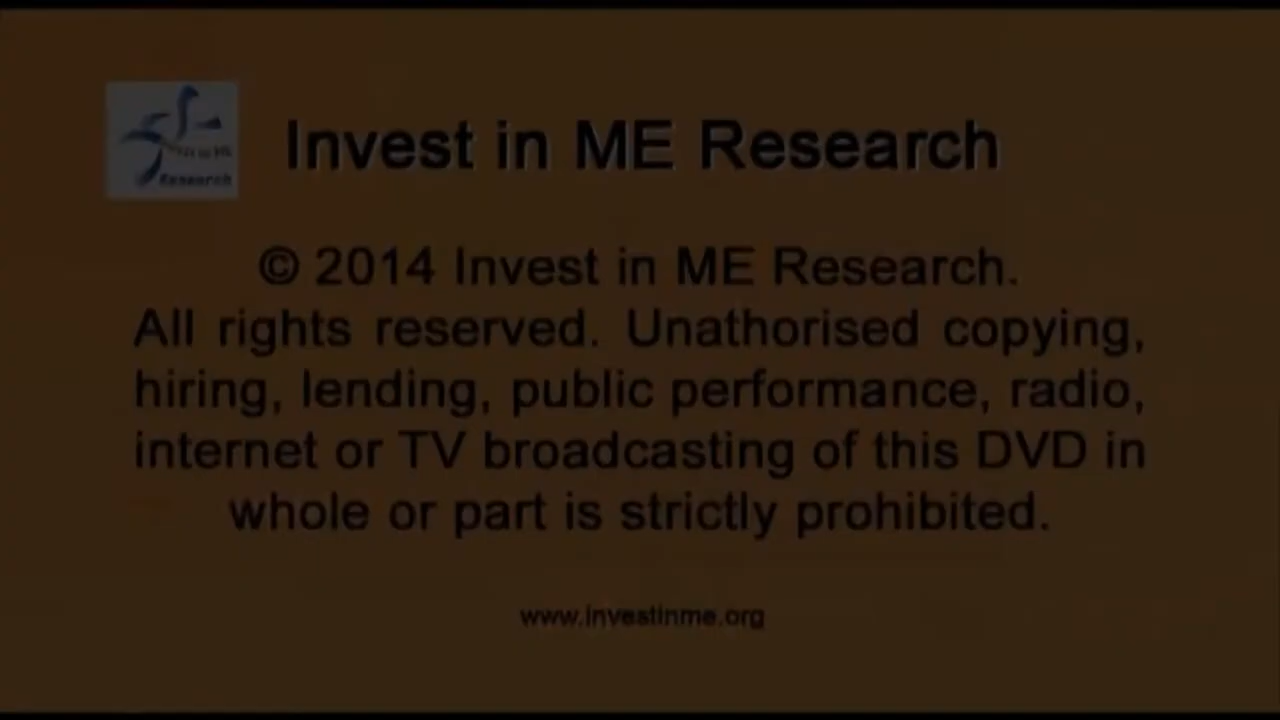 Research
Invest in ME Research
© 2014 Invest in ME Research.
All rights reserved. Unathorised copying,
hiring, lending, public performance, radio,
internet or TV broadcasting of this DVD in
whole or part is strictly prohibited.
www.investinme.org